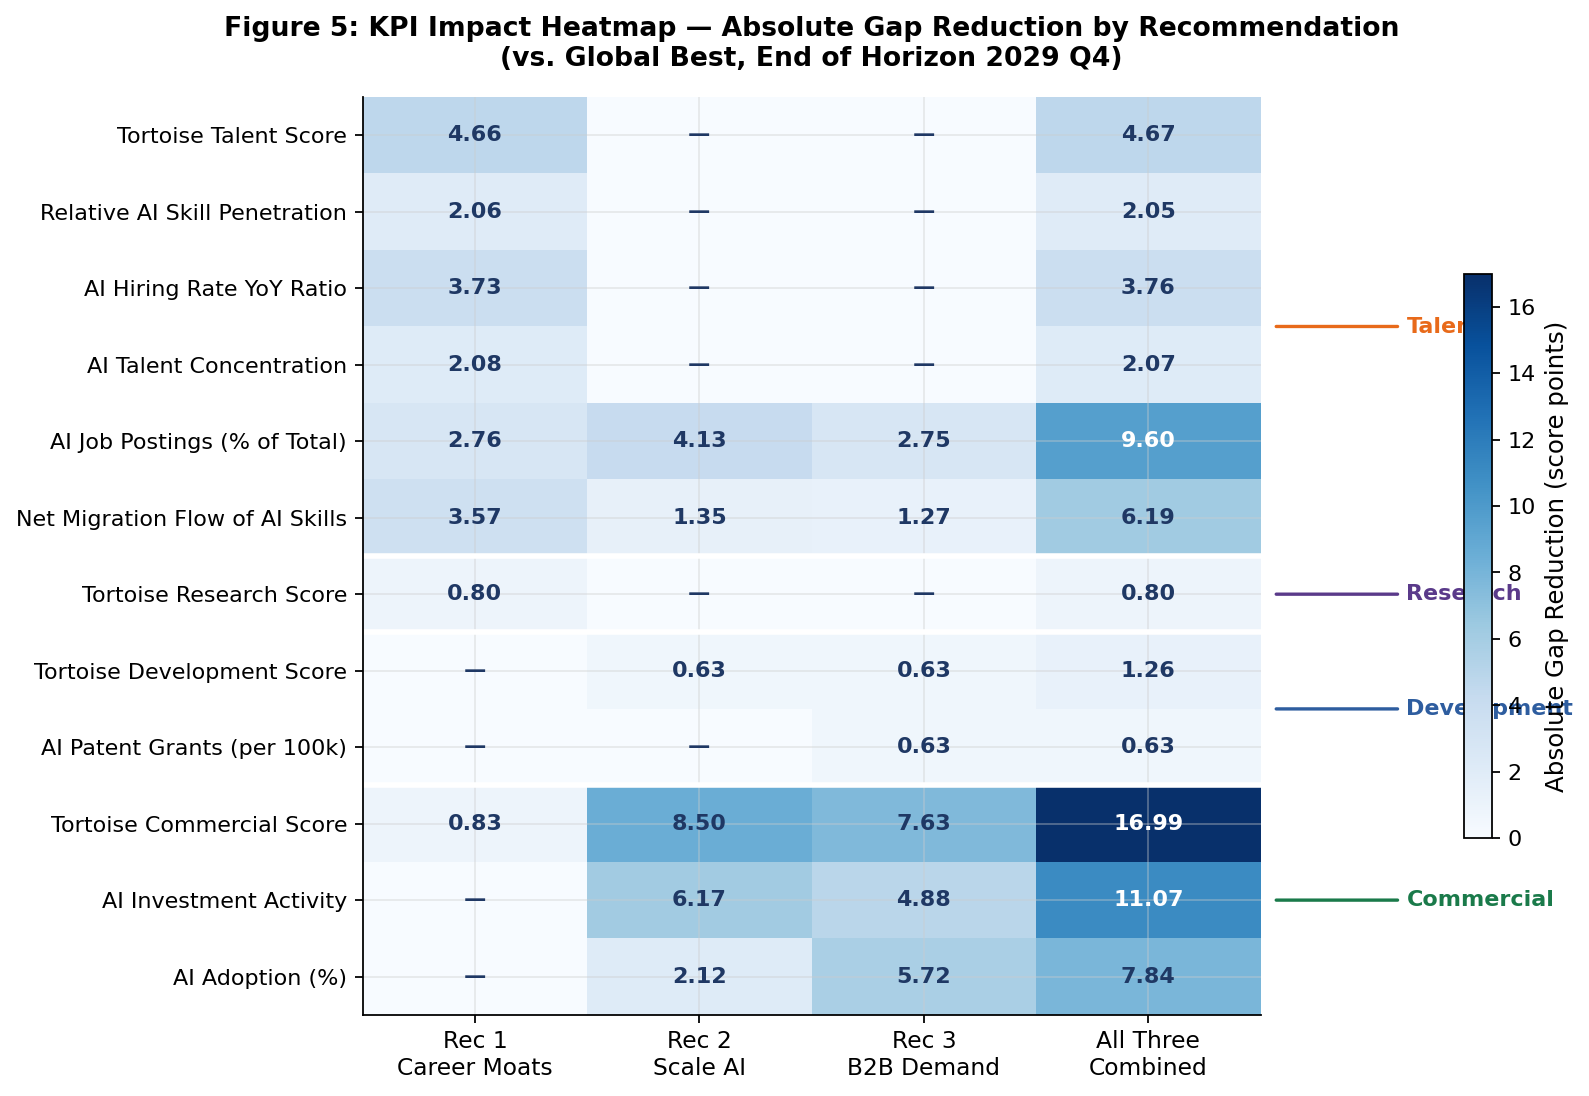 Figure 5: KPI Impact Heatmap — Absolute Gap Reduction by Recommendation
(vs. Global Best, End of Horizon 2029 Q4)
Tortoise Talent Score 4.66 — — 4.67
Relative AI Skill Penetration 2.06 — — 2.05
AI Hiring Rate YoY Ratio 3.73 — — 3.76
AI Talent Concentration 2.08 — — 2.07
AI Job Postings (% of Total) 2.76 4.13 2.75 9.60
Net Migration Flow of AI Skills 3.57 1.35 1.27 6.19
Tortoise Research Score 0.80 — — 0.80
Tortoise Development Score — 0.63 0.63 1.26
AI Patent Grants (per 100k) — — 0.63 0.63
Tortoise Commercial Score 0.83 8.50 7.63 16.99
AI Investment Activity — 6.17 4.88 11.07
AI Adoption (%) — 2.12 5.72 7.84
Rec 1 Rec 2 Rec 3 All Three
Career Moats Scale AI B2B Demand Combined
Commercial
16
14
12
10
8
6
4
2
0
Absolute Gap Reduction (score points)